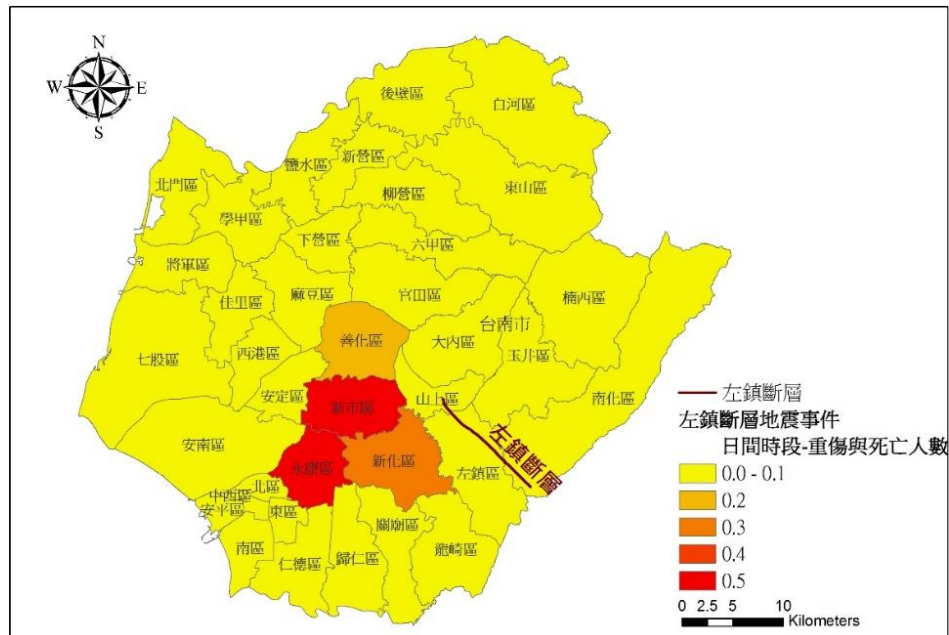 N
W E
S
後壁區
白河區
鹽水區
新營區
北門區
東山區
柳營區
學甲區
下營區
六甲區
將軍區
佳里區
麻豆區
官田區
楠西區
台南市
善化區
大內區
玉井區
七股區
西港區
安定區
新市區
山上區
南化區
左鎮斷層
安南區
永康區
新化區
左鎮區
左鎮斷層
中西區
北區
安平區
東區
關廟區
南區
仁德區
歸仁區
龍崎區
左鎮斷層地震事件
日間時段-重傷與死亡人數
0.0 - 0.1
0.2
0.3
0.4
0.5
0 2.5 5 10
Kilometers